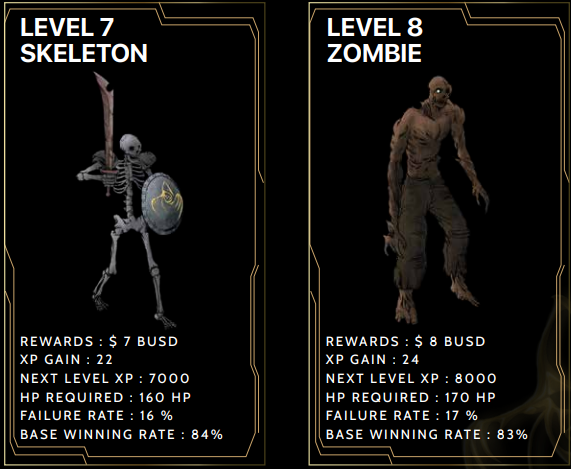 LEVEL 7
SKELETON
REWARDS : $ 7 BUSD
XP GAIN : 22
NEXT LEVEL XP : 7000
HP REQUIRED : 160 HP
FAILURE RATE : 16 %
BASE WINNING RATE : 84%
LEVEL 8
ZOMBIE
REWARDS : $ 8 BUSD
XP GAIN : 24
NEXT LEVEL XP : 8000
HP REQUIRED : 170 HP
FAILURE RATE : 17 %
BASE WINNING RATE : 83%